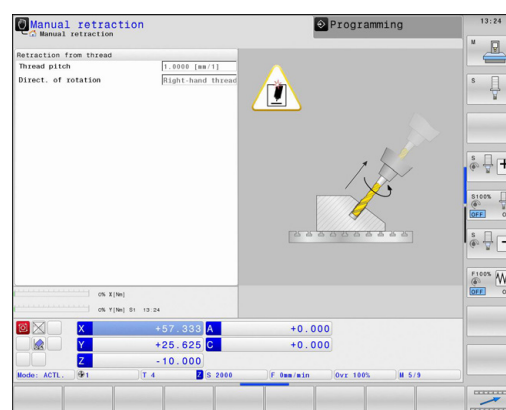 Manual retraction
Manual retraction
Programming
13:24
Retraction from thread
Thread pitch 1.0000 [mm/1]
Direct. of rotation Right-hand thread
M
S
S
S100%
OFF
S
F100% W
OFF
0% X[Nm]
0% Y[Nm] S1 13:24
X +57.333 A +0.000
Y +25.625 C +0.000
Z -10.000
Mode: ACTL. 1 T 4 Z S 2000 F 0mm/min Ovr 100% M 5/9